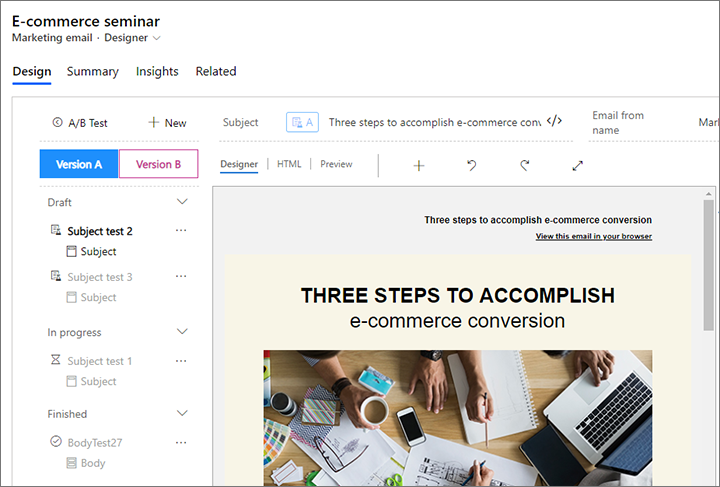 E-commerce seminar
Marketing email · Designer
Design Summary Insights Related
A/B Test + New
Subject A Three steps to accomplish e-commerce </> Email from name
Version A Version B
Designer | HTML | Preview
Draft
Subject test 2 ...
Subject
Subject test 3 ...
Subject
In progress
Subject test 1 ...
Subject
Finished
BodyTest27 ...
Body
Three steps to accomplish e-commerce conversion
View this email in your browser
THREE STEPS TO ACCOMPLISH
e-commerce conversion